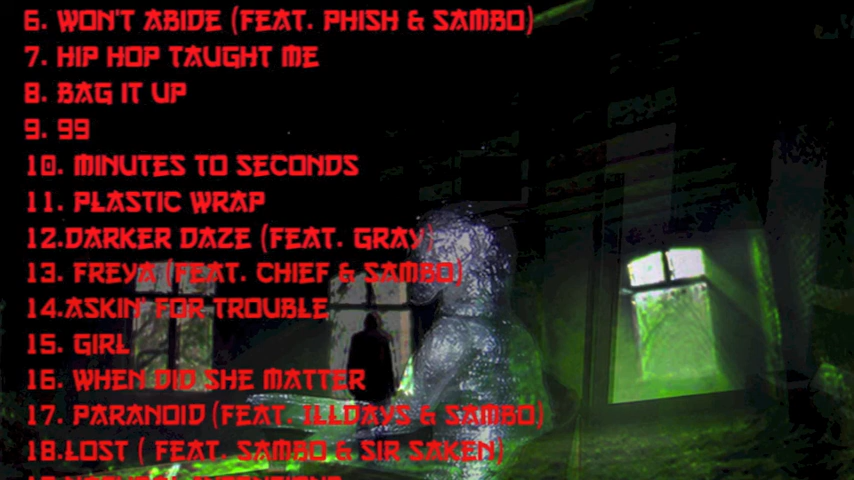 6. WON'T ABIDE (FEAT. PHISH & SAMBO)
7. HIP HOP TAUGHT ME
8. BAG IT UP
9. 99
10. MINUTES TO SECONDS
11. PLASTIC WRAP
12.DARKER DAZE (FEAT. GRAY)
13. FREYA (FEAT. CHIEF & SAMBO)
14.ASKIN' FOR TROUBLE
15. GIRL
16. WHEN DID SHE MATTER
17. PARANOID (FEAT. ILLDAYS & SAMBO)
18.LOST ( FEAT. SAMBO & SIR SAKEN)